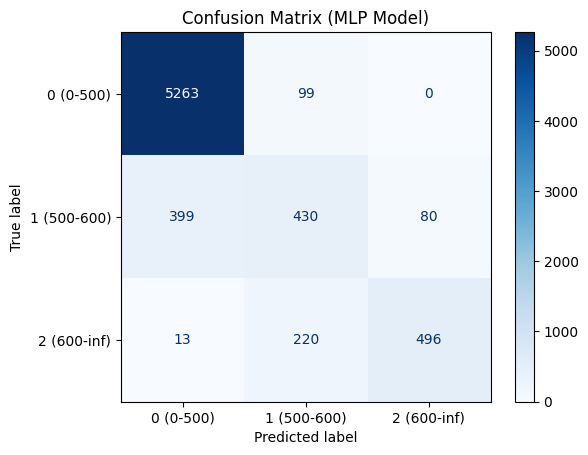 Confusion Matrix (MLP Model)
True label
0 (0-500)
5263 99 0
1 (500-600)
399 430 80
2 (600-inf)
13 220 496
0 (0-500) 1 (500-600) 2 (600-inf)
Predicted label
5000
4000
3000
2000
1000
0